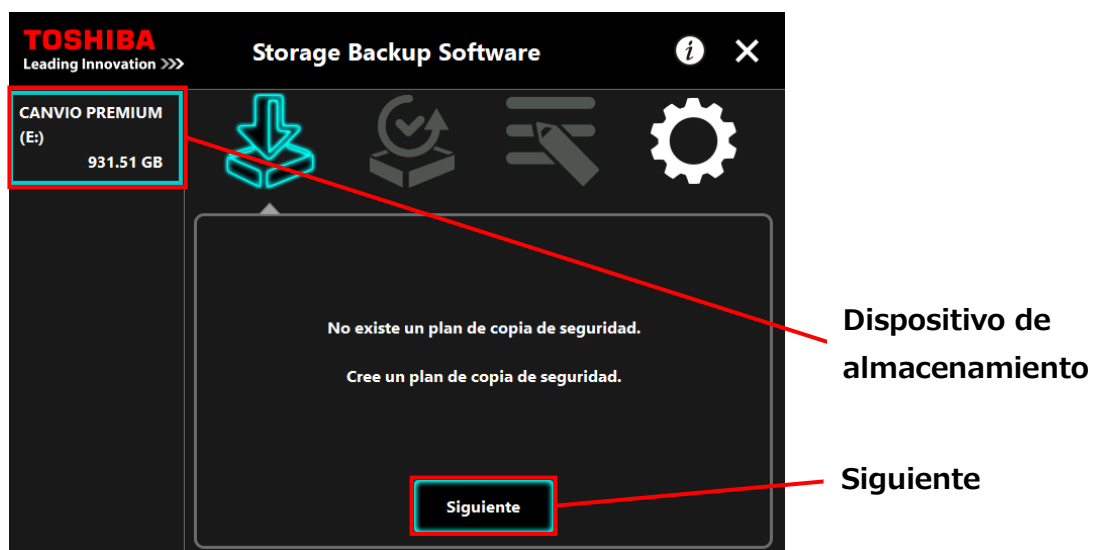 TOSHIBA
Leading Innovation >>>
Storage Backup Software
CANVIO PREMIUM
(E:)
931.51 GB
No existe un plan de copia de seguridad.
Cree un plan de copia de seguridad.
Siguiente
Dispositivo de
almacenamiento
Siguiente